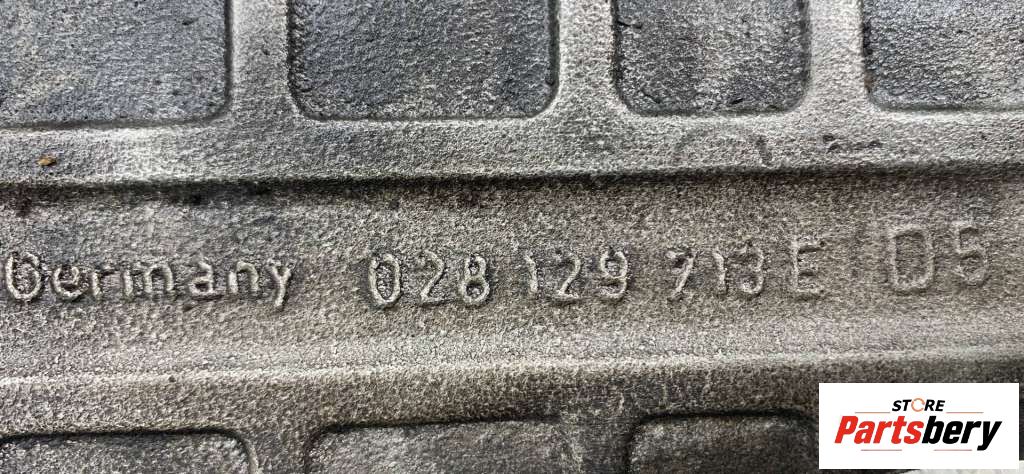 Germany 028 129 713 E D5
STORE
Partsbery